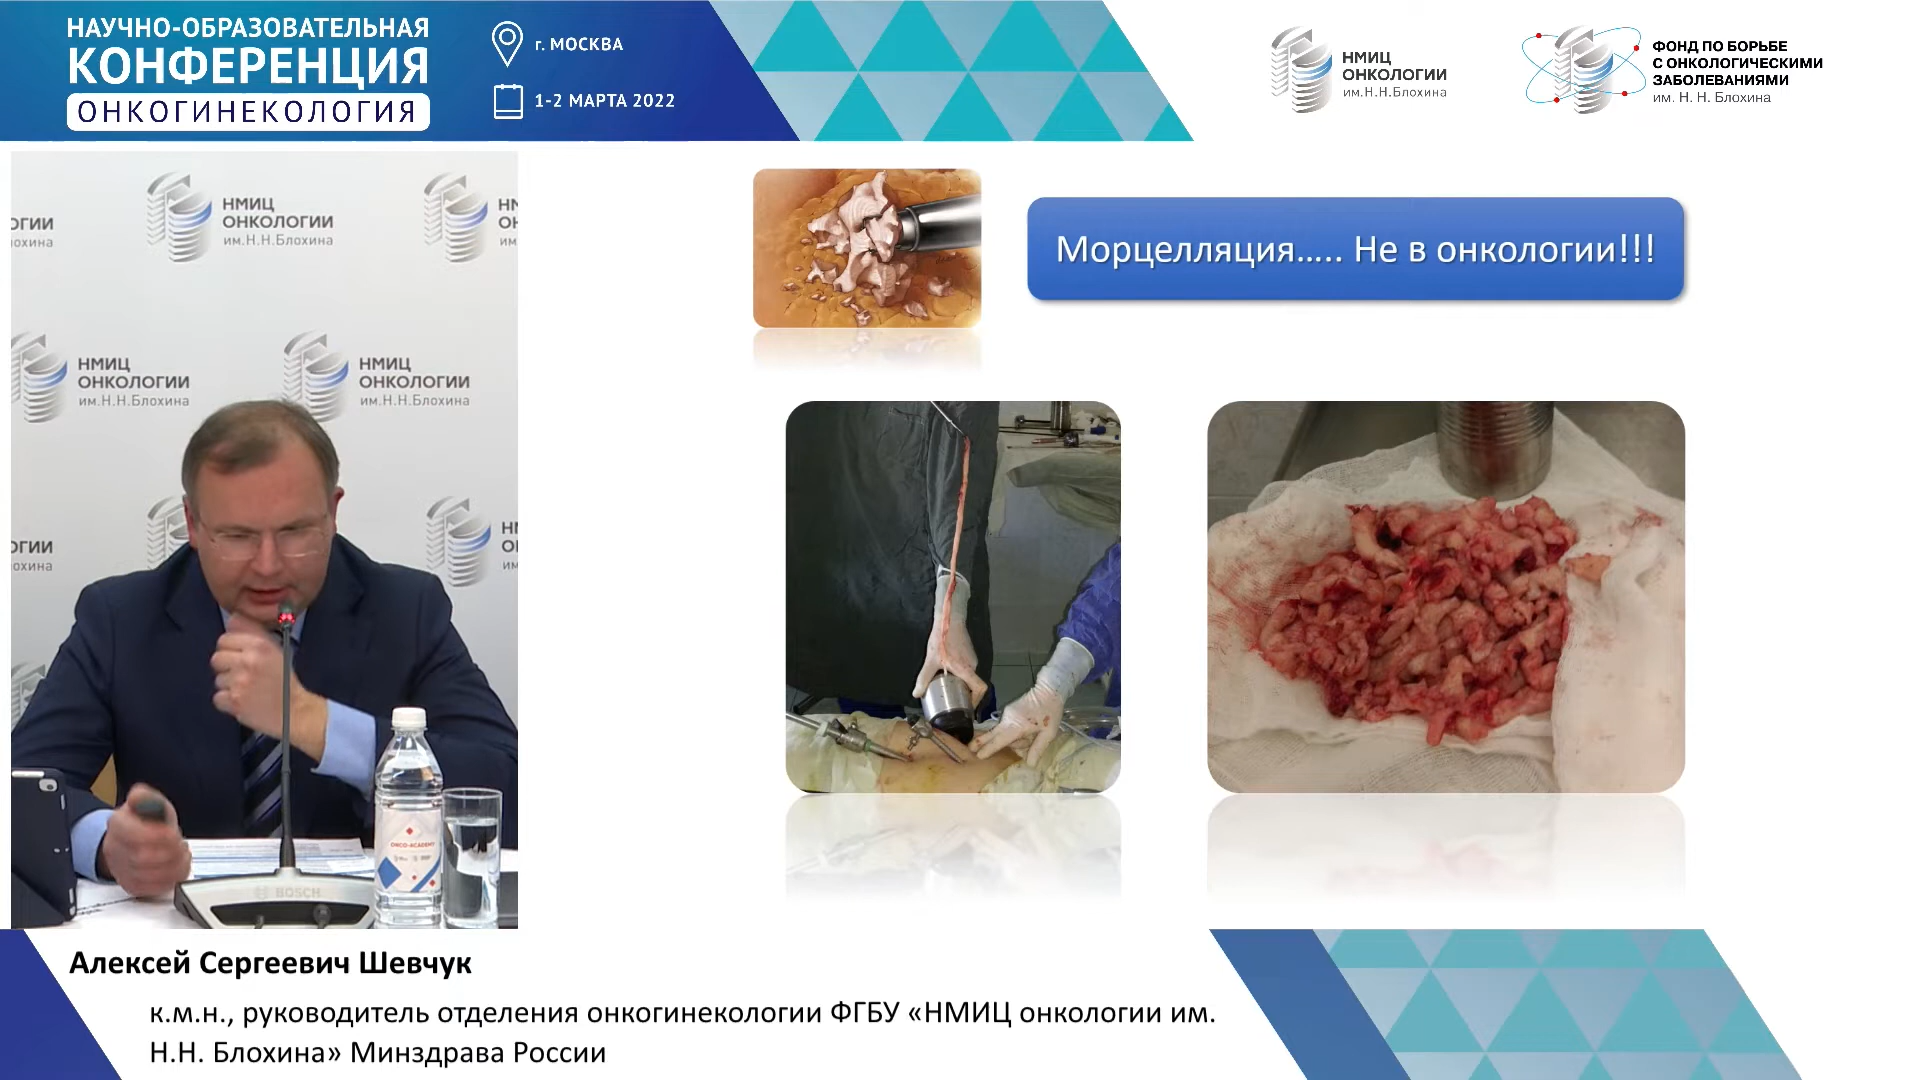 НАУЧНО-ОБРАЗОВАТЕЛЬНАЯ
КОНФЕРЕНЦИЯ
ОНКОГИНЕКОЛОГИЯ
г. МОСКВА
1-2 МАРТА 2022
НМИЦ
ОНКОЛОГИИ
им.Н.Н.Блохина
ФОНД ПО БОРЬБЕ
С ОНКОЛОГИЧЕСКИМИ
ЗАБОЛЕВАНИЯМИ
им. Н. Н. Блохина
Морцелляция..... Не в онкологии!!!
НМИЦ
ОНКОЛОГИИ
им.Н.Н.Блохина
НМИЦ
ОНКОЛОГИИ
им.Н.Н.Блохина
НМИЦ
ОНКОЛОГИИ
им.Н.Н.Блохина
ONCO-ACADEMY
BOSCH
Алексей Сергеевич Шевчук
к.м.н., руководитель отделения онкогинекологии ФГБУ «НМИЦ онкологии им.
Н.Н. Блохина» Минздрава России